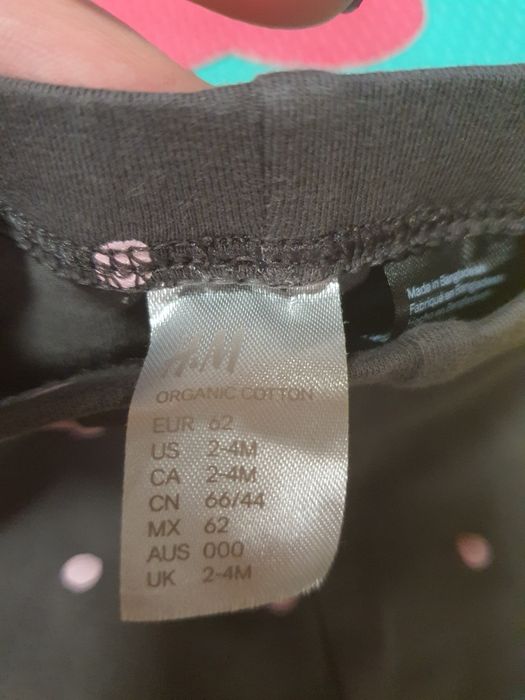 H&M
ORGANIC COTTON
EUR 62
US 2-4M
CA 2-4M
CN 66/44
MX 62
AUS 000
UK 2-4M
Made in Bangladesh
Fabriqué en Bangladesh